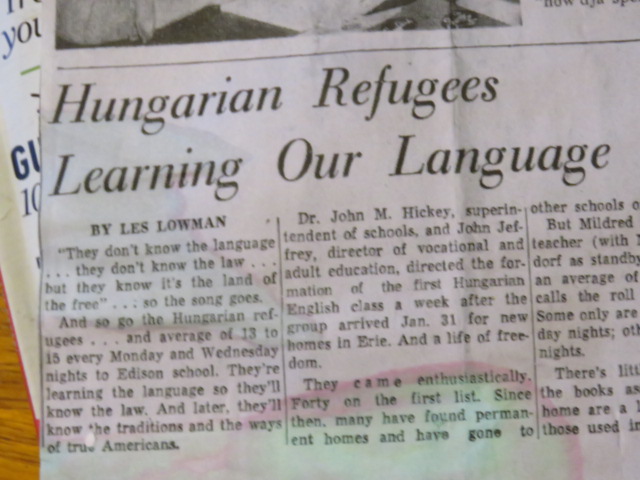 Hungarian Refugees
Learning Our Language
BY LES LOWMAN
"They don't know the language
. . . they don't know the law . . .
but they know it's the land of
the free" . . . so the song goes.
And so go the Hungarian ref-
ugees . . . and average of 13 to
15 every Monday and Wednesday
nights to Edison school. They're
learning the language so they'll
know the law. And later, they'll
know the traditions and the ways
of true Americans.
Dr. John M. Hickey, superin-
tendent of schools, and John Jef-
frey, director of vocational and
adult education, directed the for-
mation of the first Hungarian
English class a week after the
group arrived Jan. 31 for new
homes in Erie. And a life of free-
dom.
They came enthusiastically.
Forty on the first list. Since
then, many have found perman-
ent homes and have gone to
other schools
But Mildred
teacher (with
dorf as standby
an average of
calls the roll
Some only are
day nights;
nights.
There's
the books as
home are a
those used in
you
10